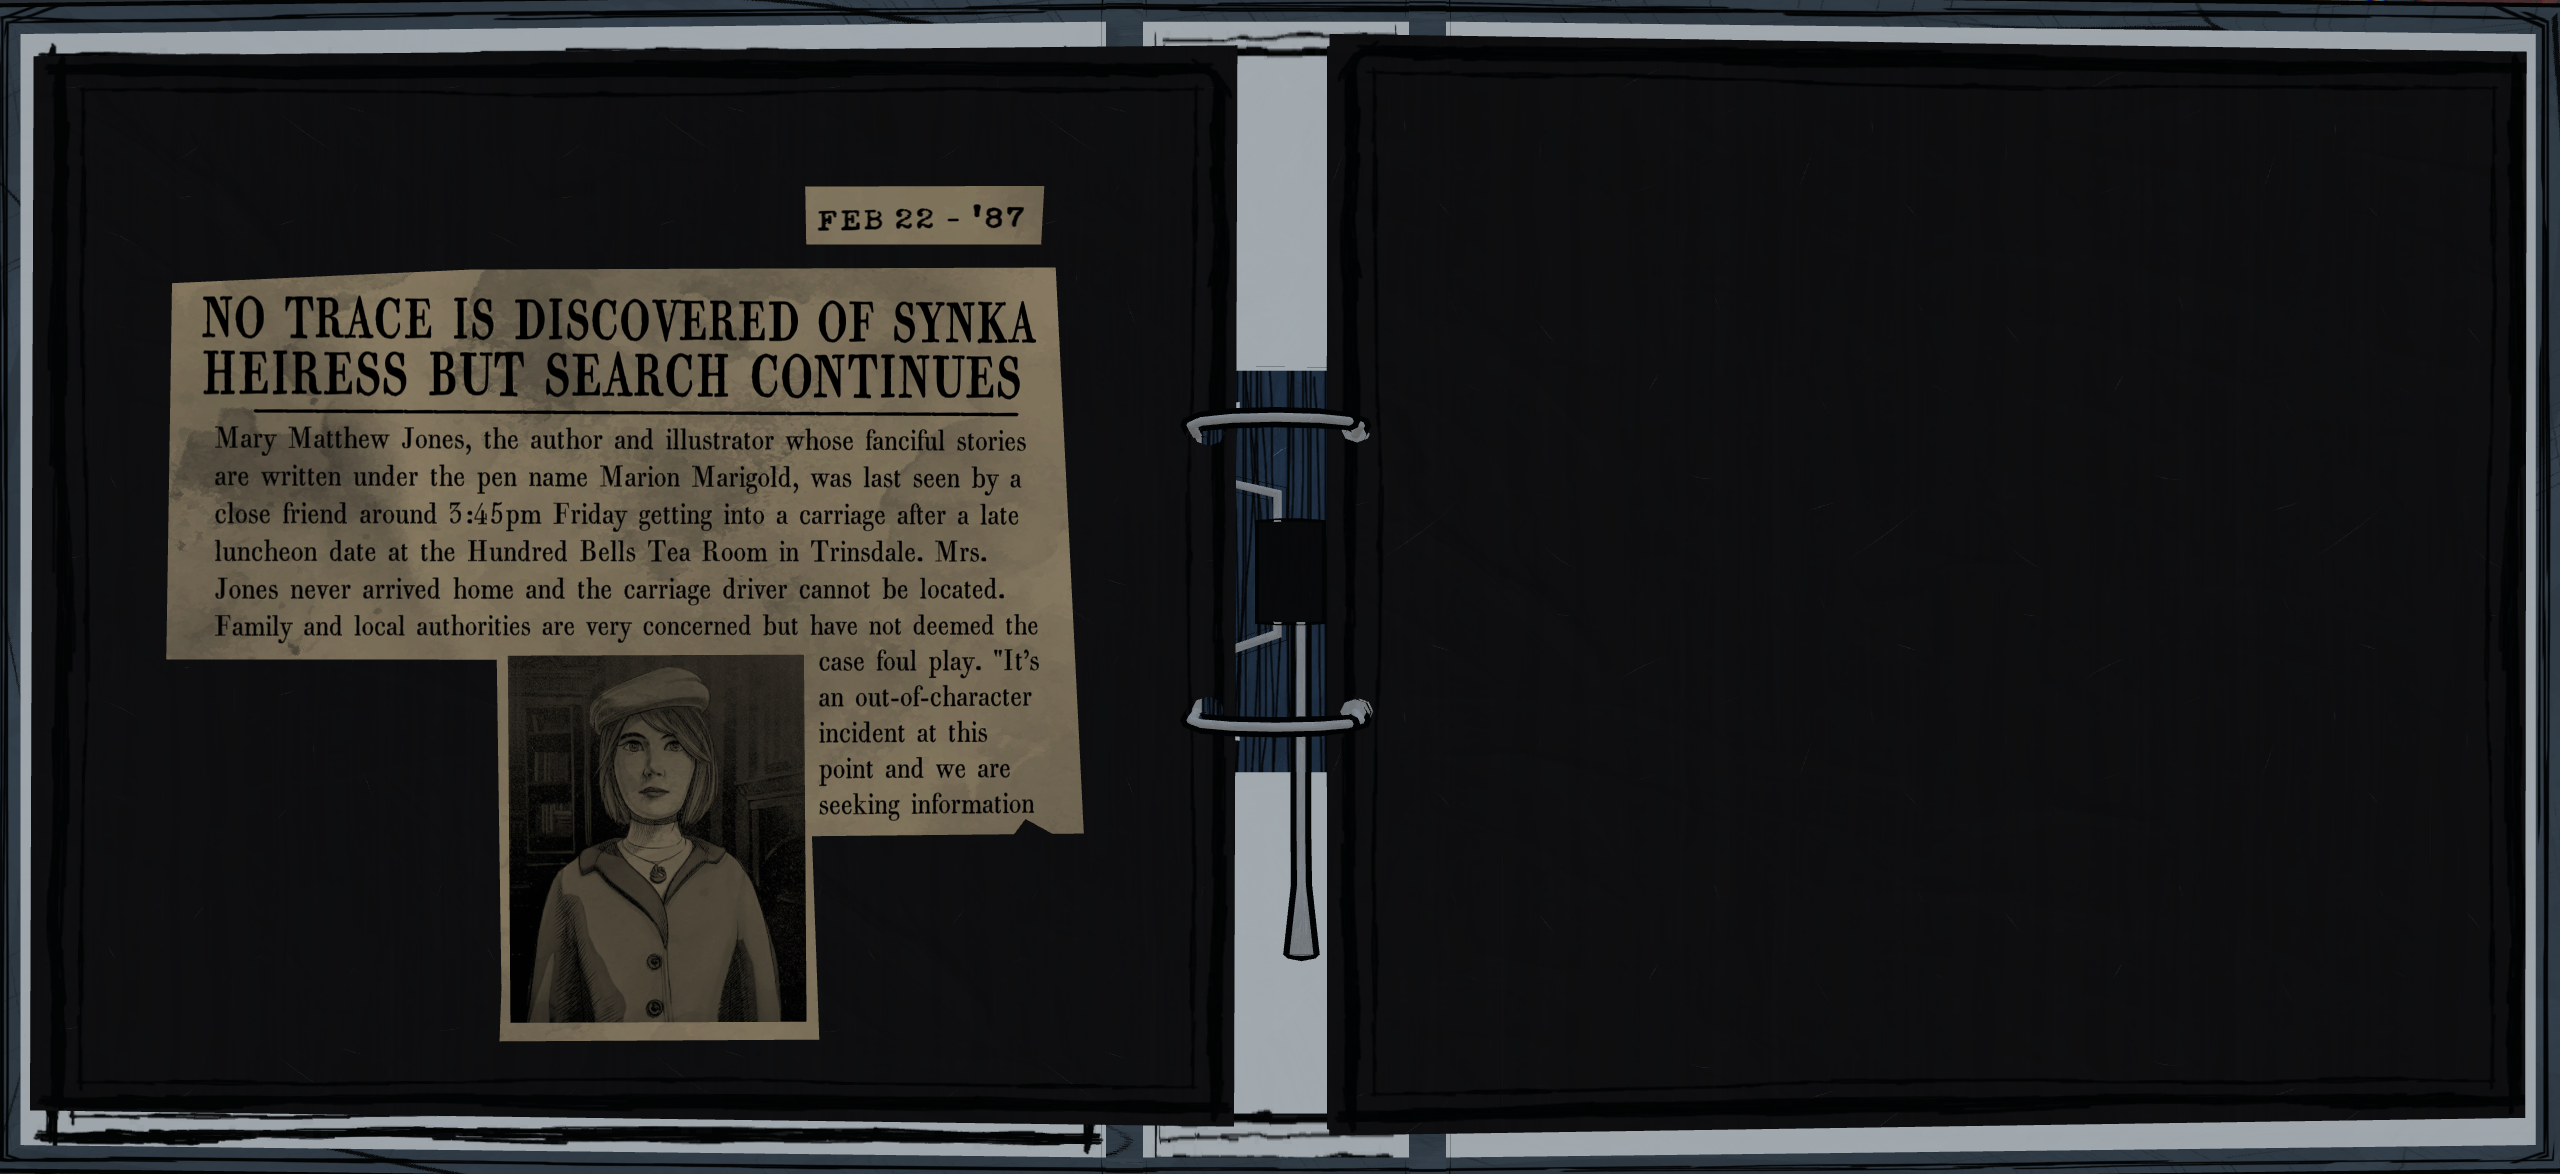 FEB 22 - '87
NO TRACE IS DISCOVERED OF SYNKA
HEIRESS BUT SEARCH CONTINUES
Mary Matthew Jones, the author and illustrator whose fanciful stories
are written under the pen name Marion Marigold, was last seen by a
close friend around 3:45pm Friday getting into a carriage after a late
luncheon date at the Hundred Bells Tea Room in Trinsdale. Mrs.
Jones never arrived home and the carriage driver cannot be located.
Family and local authorities are very concerned but have not deemed the
case foul play. "It's
an out-of-character
incident at this
point and we are
seeking information